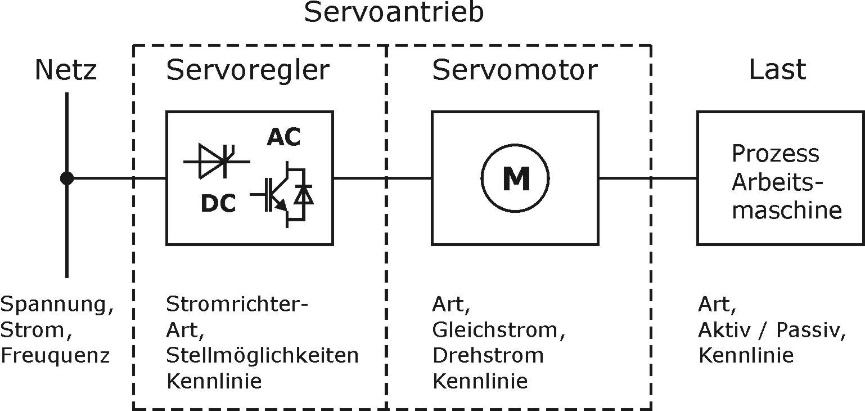 Servoantrieb
Netz
Servoregler
Servomotor
Last
AC
DC
M
Prozess
Arbeits-
maschine
Spannung,
Strom,
Freuquenz
Stromrichter-
Art,
Stellmöglichkeiten
Kennlinie
Art,
Gleichstrom,
Drehstrom
Kennlinie
Art,
Aktiv / Passiv,
Kennlinie